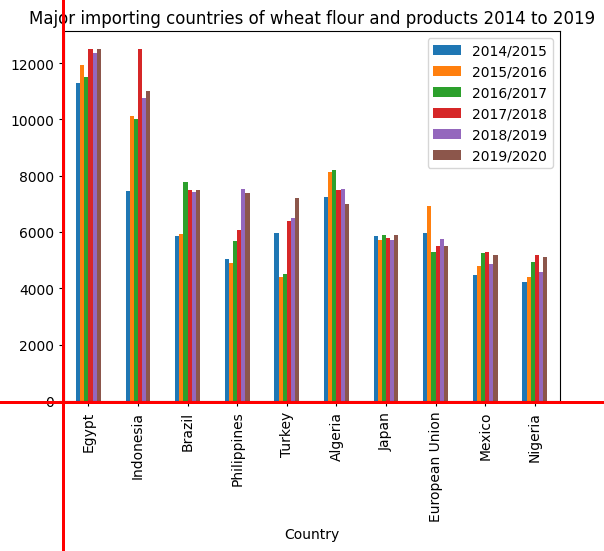 Major importing countries of wheat flour and products 2014 to 2019
2014/2015
2015/2016
2016/2017
2017/2018
2018/2019
2019/2020
12000
10000
8000
6000
4000
2000
0
Egypt
Indonesia
Brazil
Philippines
Turkey
Algeria
Japan
European Union
Mexico
Nigeria
Country